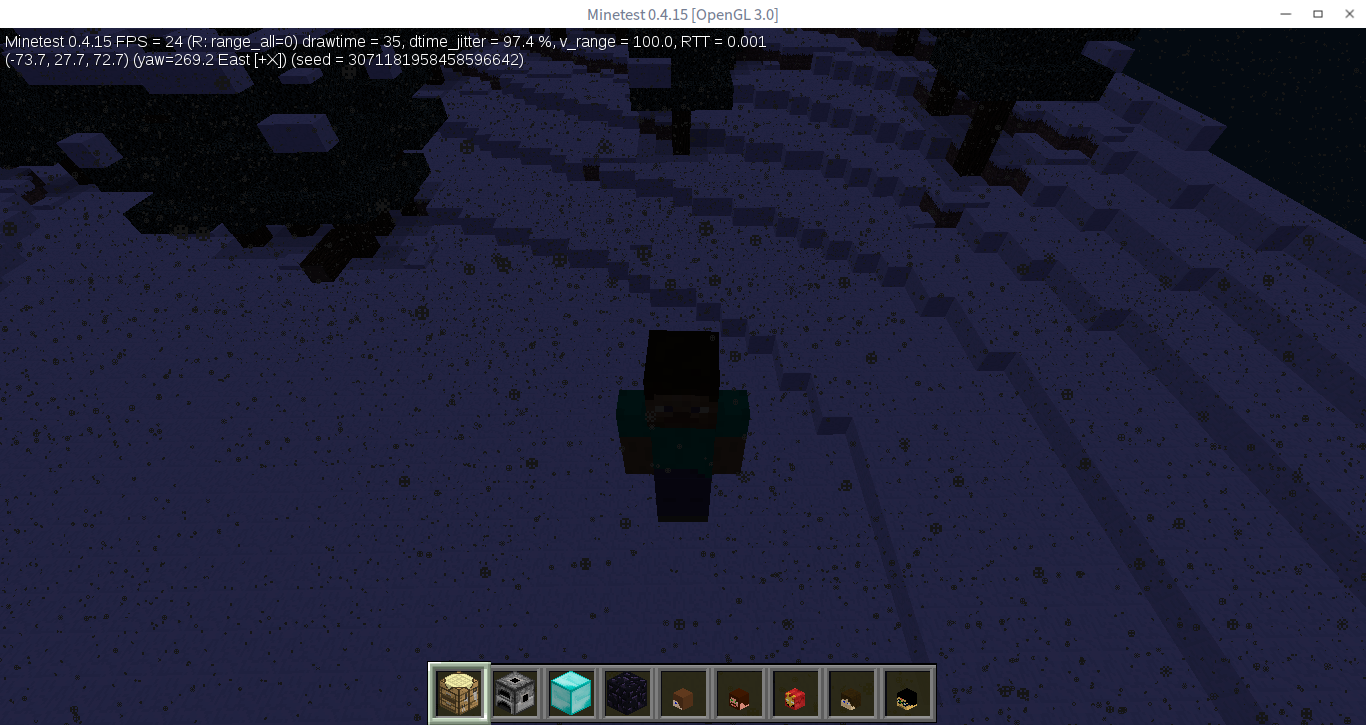 Minetest 0.4.15 [OpenGL 3.0]
Minetest 0.4.15 FPS = 24 (R: range_all=0) drawtime = 35, dtime_jitter = 97.4 %, v_range = 100.0, RTT = 0.001
(-73.7, 27.7, 72.7) (yaw=269.2 East [+X]) (seed = 3071181958458596642)